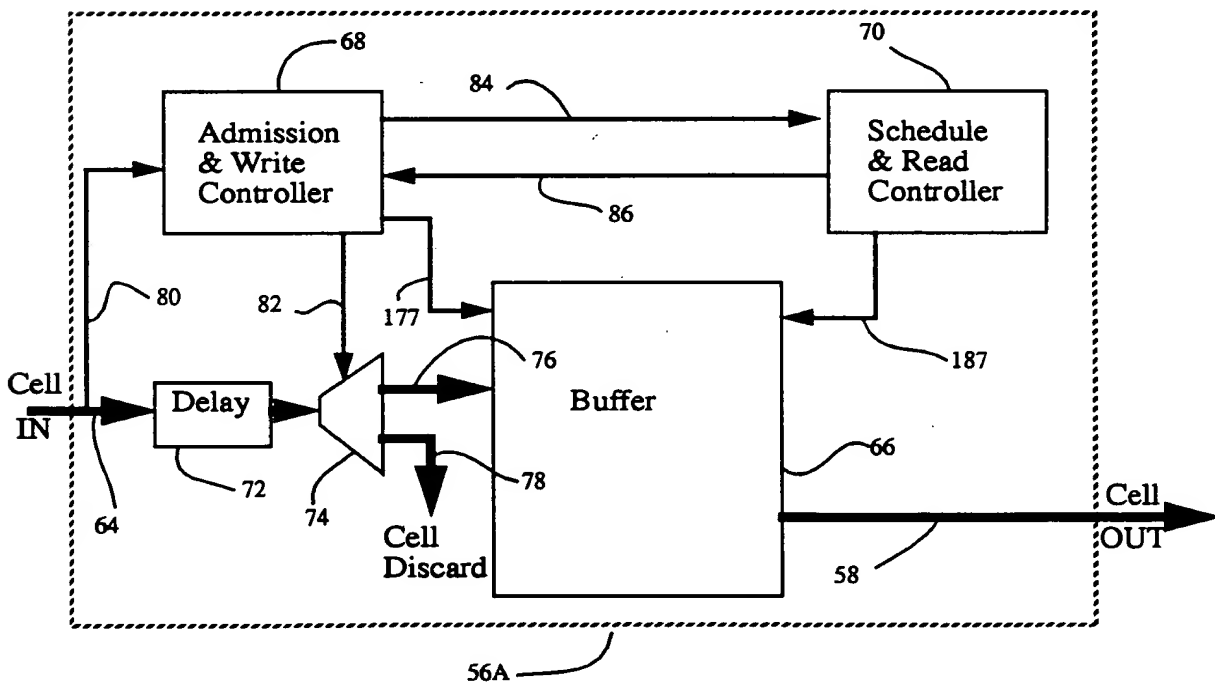 68
70
84
Admission
& Write
Controller
Schedule
& Read
Controller
86
80
82
177
187
76
Cell
IN
Delay
Buffer
72
64
74
78
66
Cell
Discard
Cell
OUT
58
56A